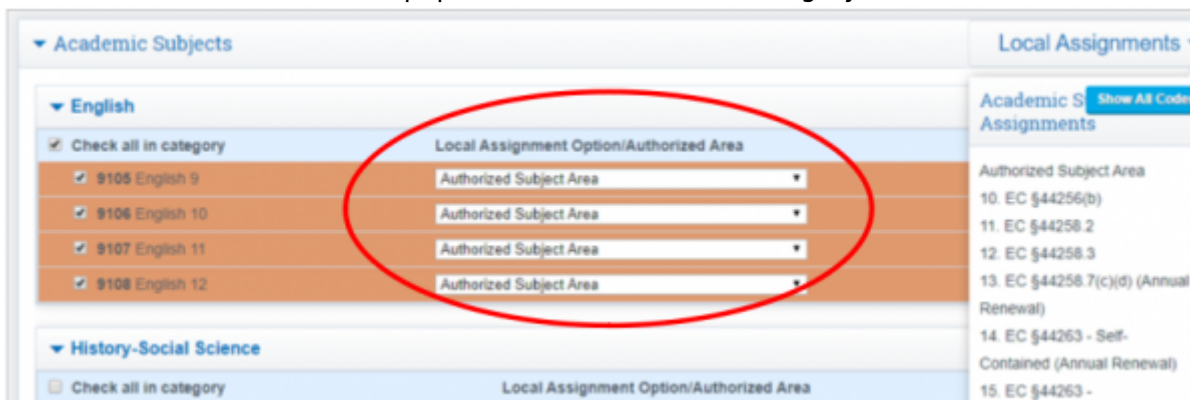 Academic Subjects
English
Check all in category Local Assignment Option/Authorized Area
9105 English 9 Authorized Subject Area
9106 English 10 Authorized Subject Area
9107 English 11 Authorized Subject Area
9108 English 12 Authorized Subject Area
History-Social Science
Check all in category Local Assignment Option/Authorized Area
Local Assignments
Academic S Show All Code
Assignments
Authorized Subject Area
10. EC §44256(b)
11. EC §44258.2
12. EC §44258.3
13. EC §44258.7(c)(d) (Annual
Renewal)
14. EC §44263 - Self-
Contained (Annual Renewal)
15. EC §44263 -